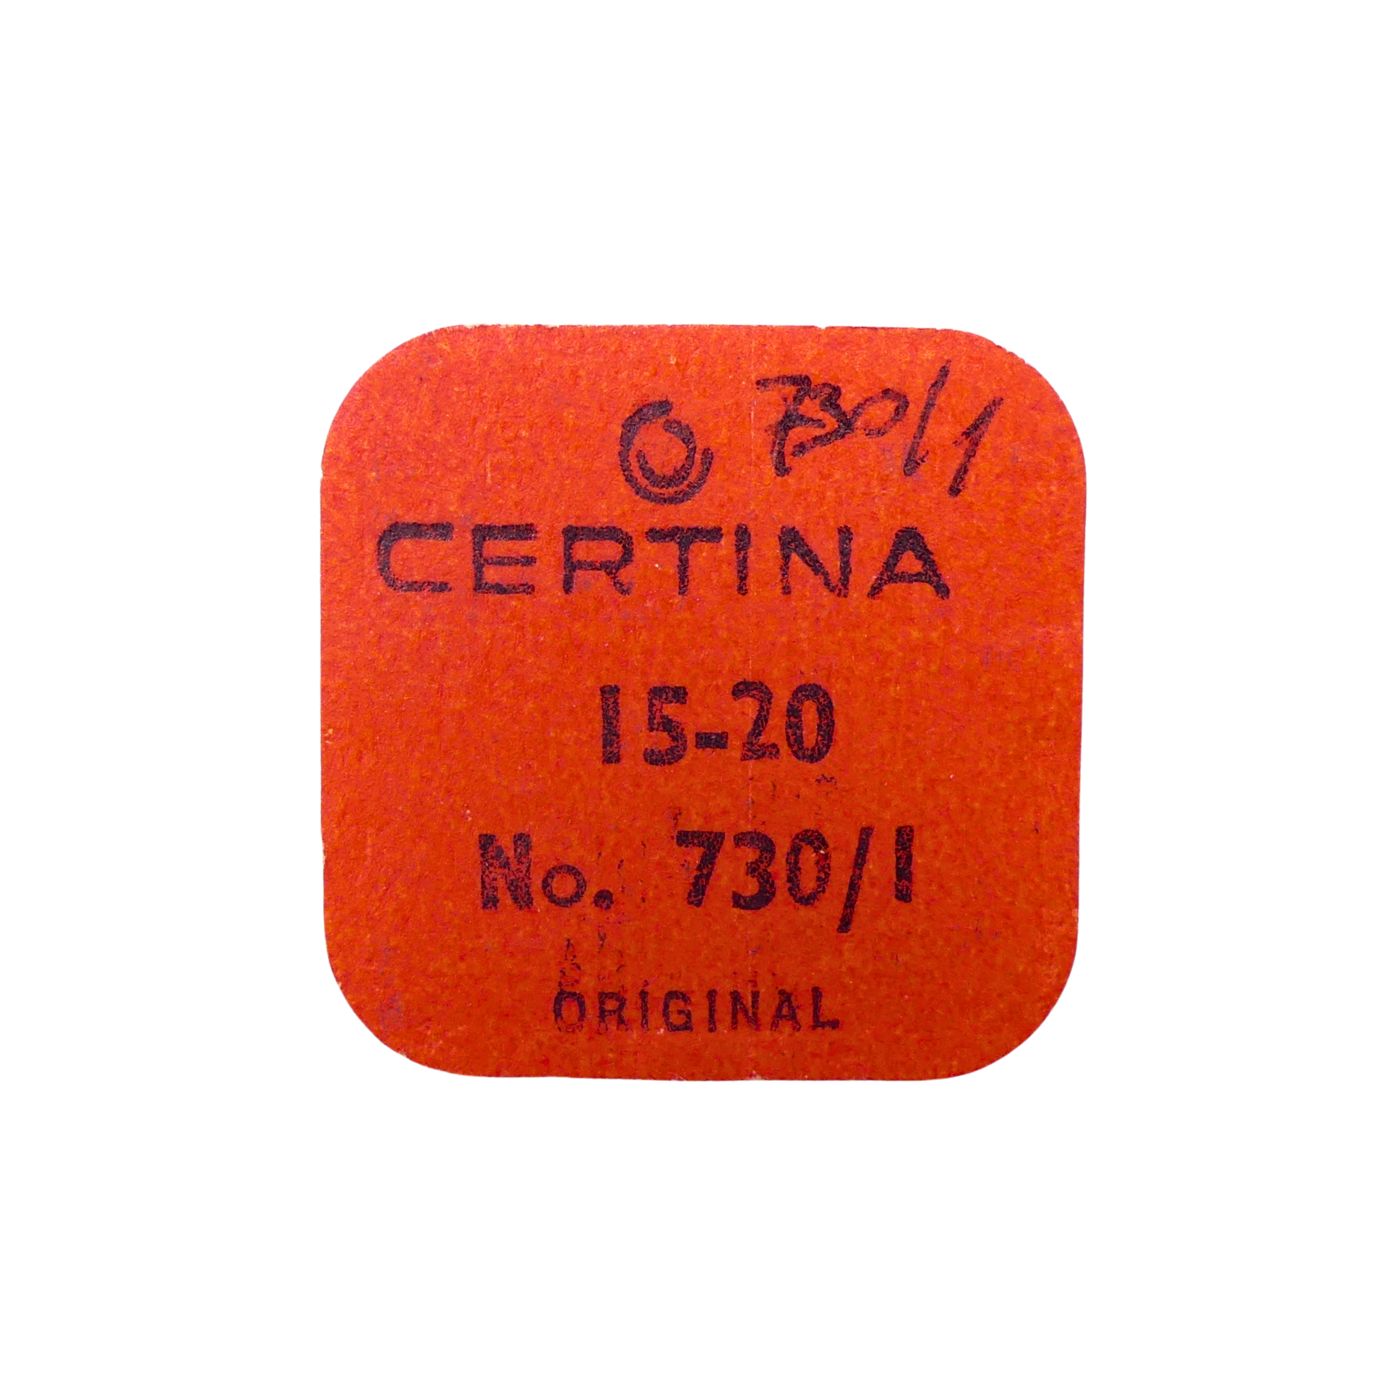 730/1
CERTINA
15-20
No. 730/1
ORIGINAL